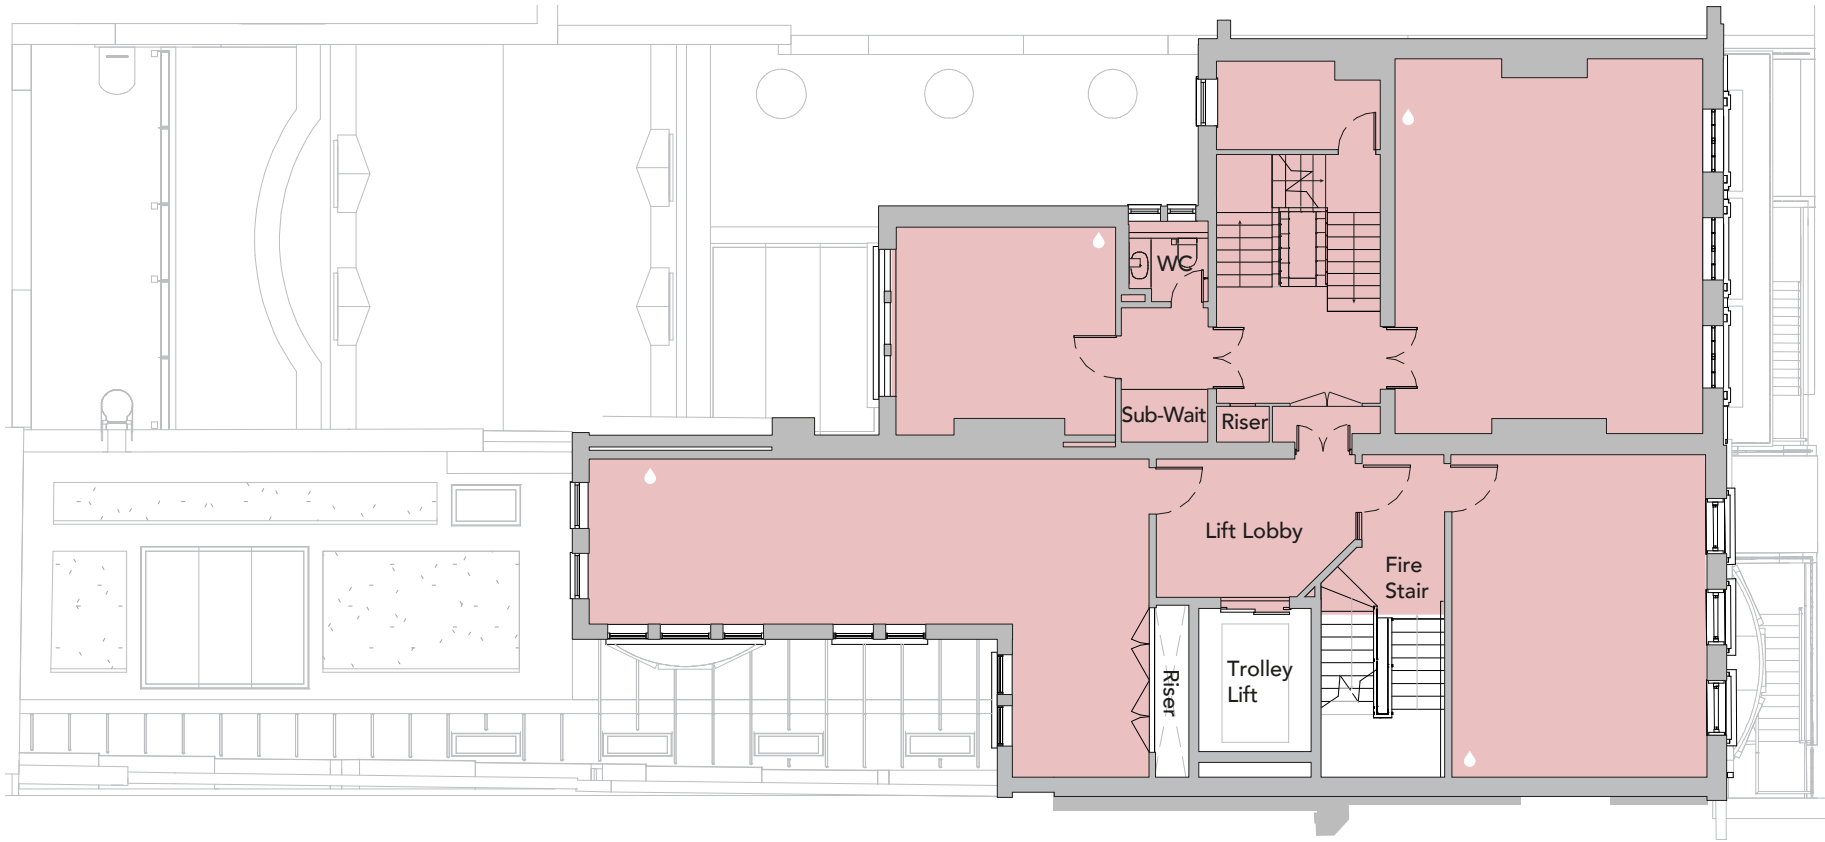 WC
Sub-Wait
Riser
Lift Lobby
Fire
Stair
Trolley
Lift
Riser